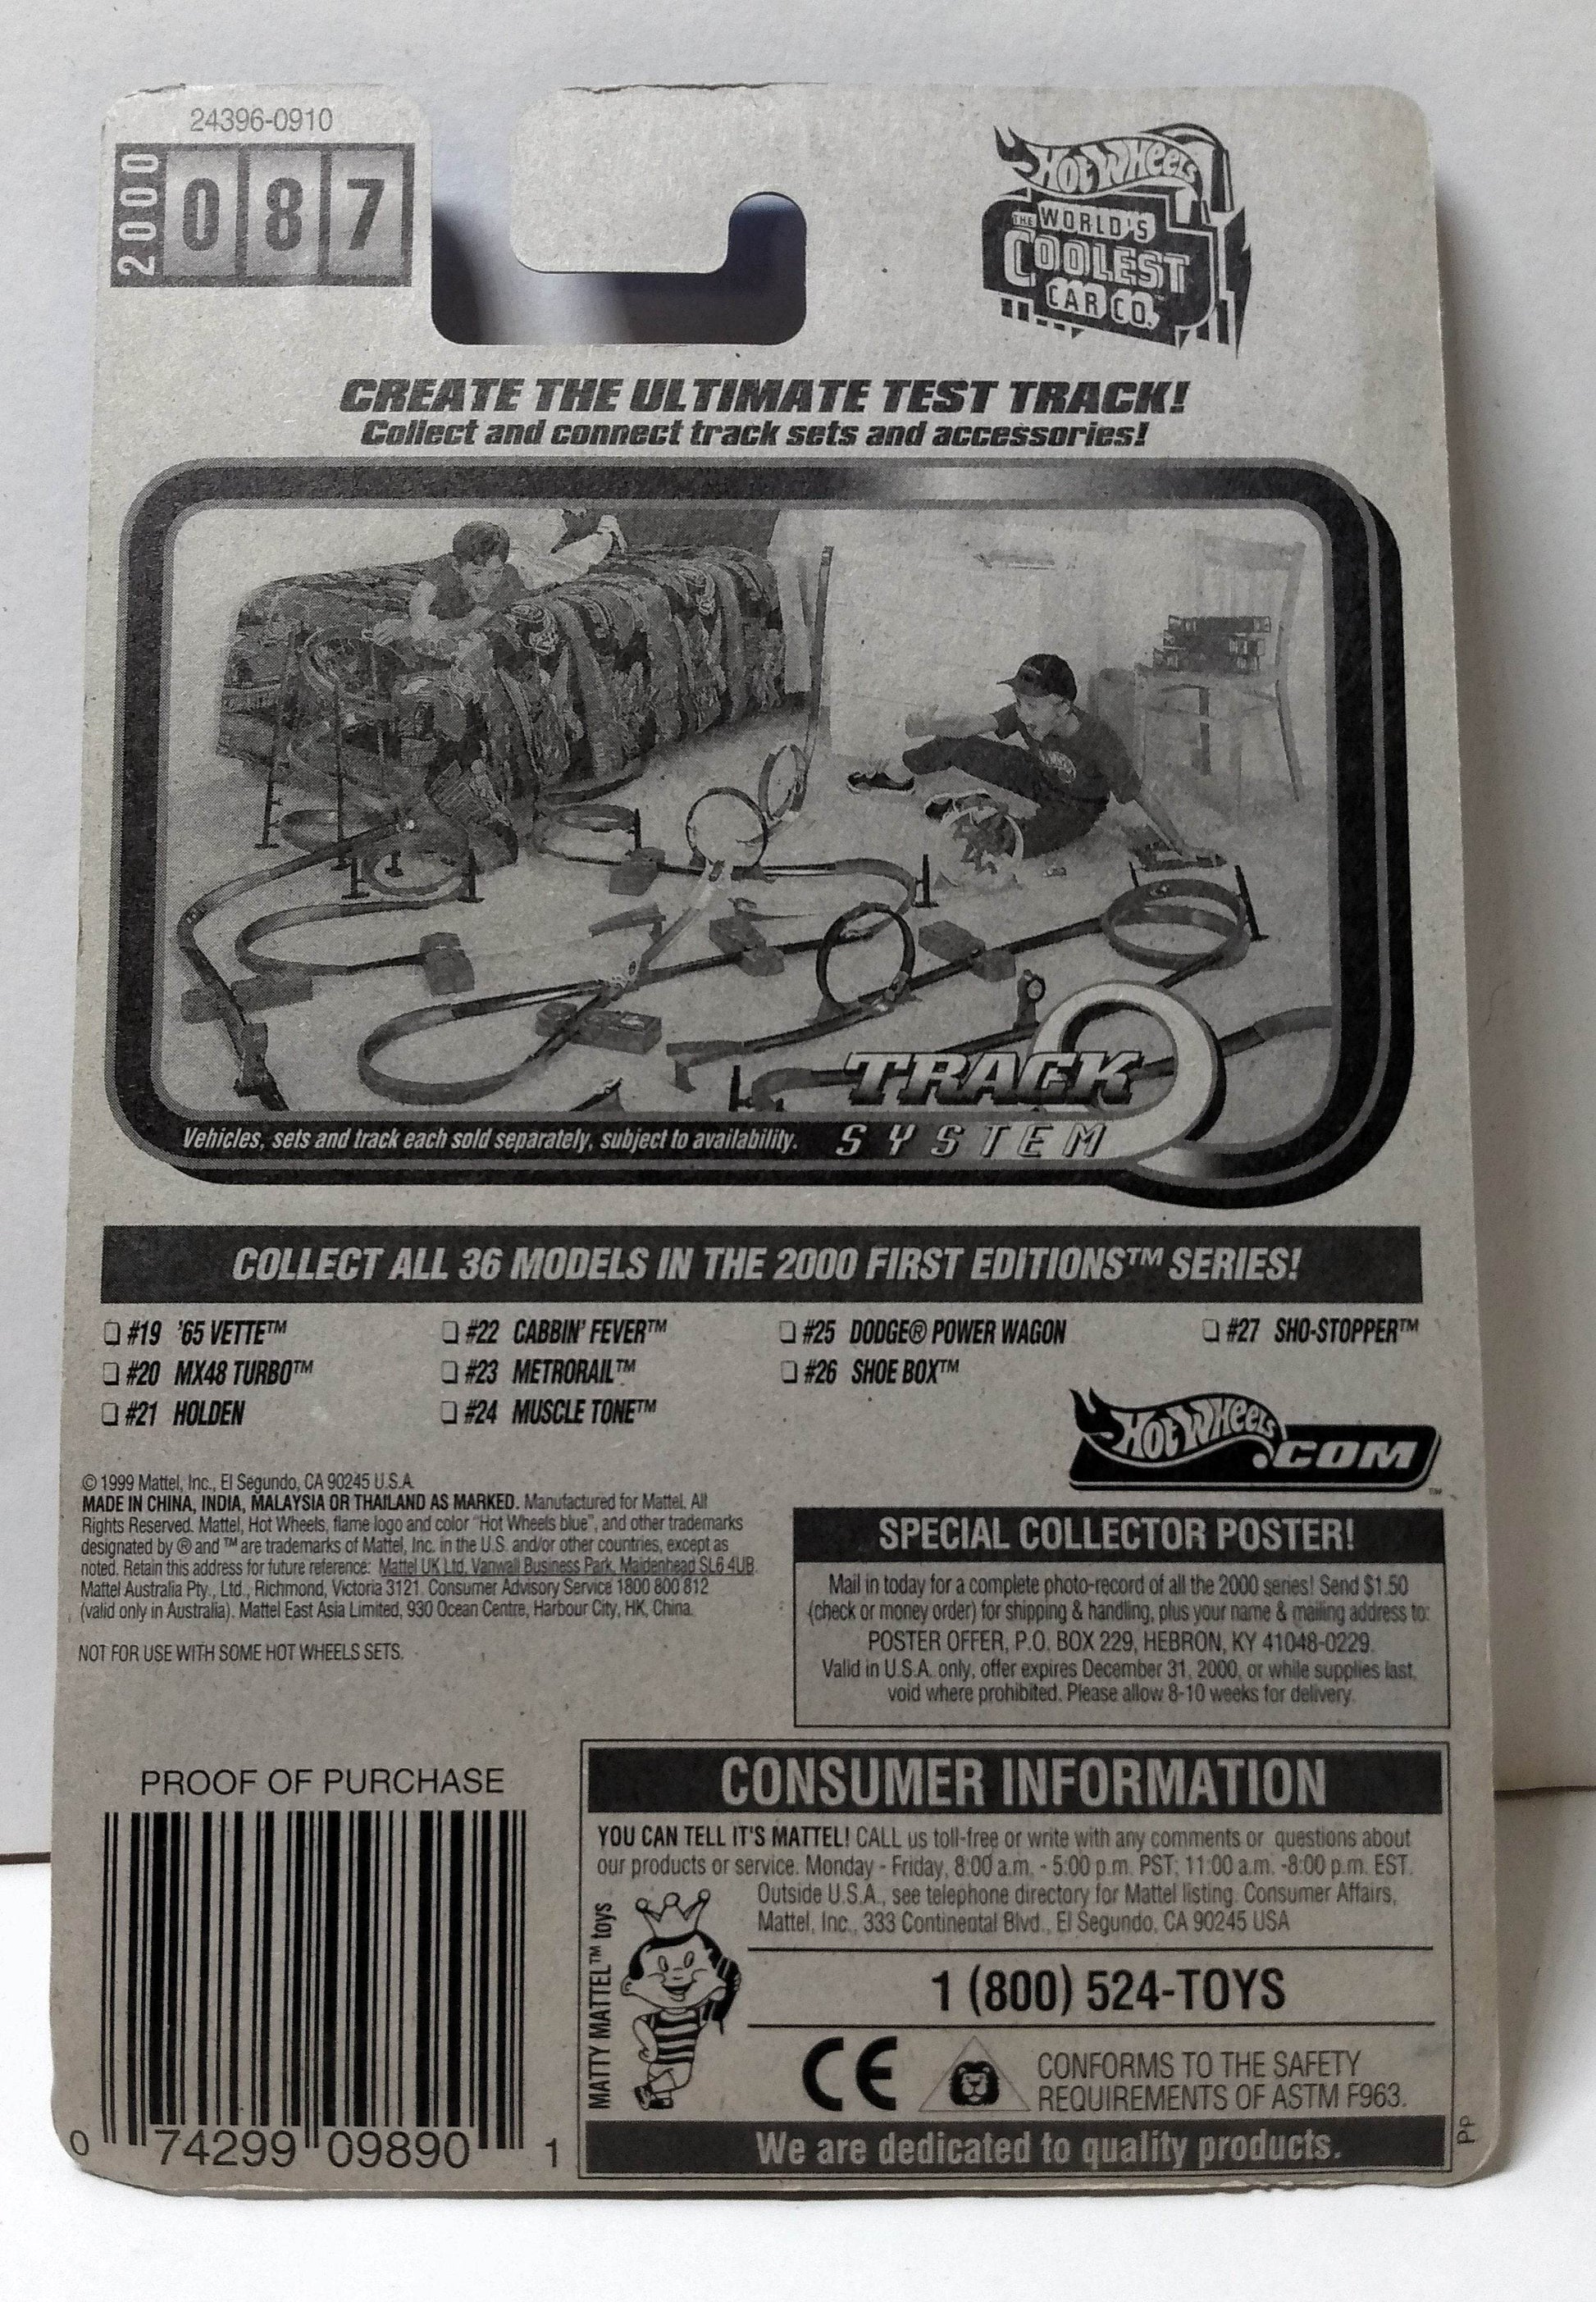 24396-0910
2000 087
HOT WHEELS
THE WORLD'S
COOLEST
CAR CO.™
CREATE THE ULTIMATE TEST TRACK!
Collect and connect track sets and accessories!
TRACK
SYSTEM
Vehicles, sets and track each sold separately, subject to availability.
COLLECT ALL 36 MODELS IN THE 2000 FIRST EDITIONS™ SERIES!
❏ #19 '65 VETTE™
❏ #20 MX48 TURBO™
❏ #21 HOLDEN
❏ #22 CABBIN' FEVER™
❏ #23 METRORAIL™
❏ #24 MUSCLE TONE™
❏ #25 DODGE® POWER WAGON
❏ #26 SHOE BOX™
❏ #27 SHO-STOPPER™
HOT WHEELS
.COM™
© 1999 Mattel, Inc., El Segundo, CA 90245 U.S.A.
MADE IN CHINA, INDIA, MALAYSIA OR THAILAND AS MARKED. Manufactured for Mattel. All
Rights Reserved. Mattel, Hot Wheels, flame logo and color "Hot Wheels blue", and other trademarks
designated by ® and ™ are trademarks of Mattel, Inc. in the U.S. and/or other countries, except as
noted. Retain this address for future reference: Mattel UK Ltd, Vanwall Business Park, Maidenhead SL6 4UB.
Mattel Australia Pty., Ltd., Richmond, Victoria 3121. Consumer Advisory Service 1800 800 812
(valid only in Australia). Mattel East Asia Limited, 930 Ocean Centre, Harbour City, HK, China.
NOT FOR USE WITH SOME HOT WHEELS SETS.
SPECIAL COLLECTOR POSTER!
Mail in today for a complete photo-record of all the 2000 series! Send $1.50
(check or money order) for shipping & handling, plus your name & mailing address to:
POSTER OFFER, P.O. BOX 229, HEBRON, KY 41048-0229.
Valid in U.S.A. only, offer expires December 31, 2000, or while supplies last,
void where prohibited. Please allow 8-10 weeks for delivery.
PROOF OF PURCHASE
0 74299 09890 1
CONSUMER INFORMATION
YOU CAN TELL IT'S MATTEL! CALL us toll-free or write with any comments or questions about
our products or service. Monday - Friday, 8:00 a.m. - 5:00 p.m. PST; 11:00 a.m. -8:00 p.m. EST.
Outside U.S.A., see telephone directory for Mattel listing. Consumer Affairs,
Mattel, Inc., 333 Continental Blvd., El Segundo, CA 90245 USA
MATTY MATTEL™ toys
1 (800) 524-TOYS
CE
CONFORMS TO THE SAFETY
REQUIREMENTS OF ASTM F963.
We are dedicated to quality products.
PP